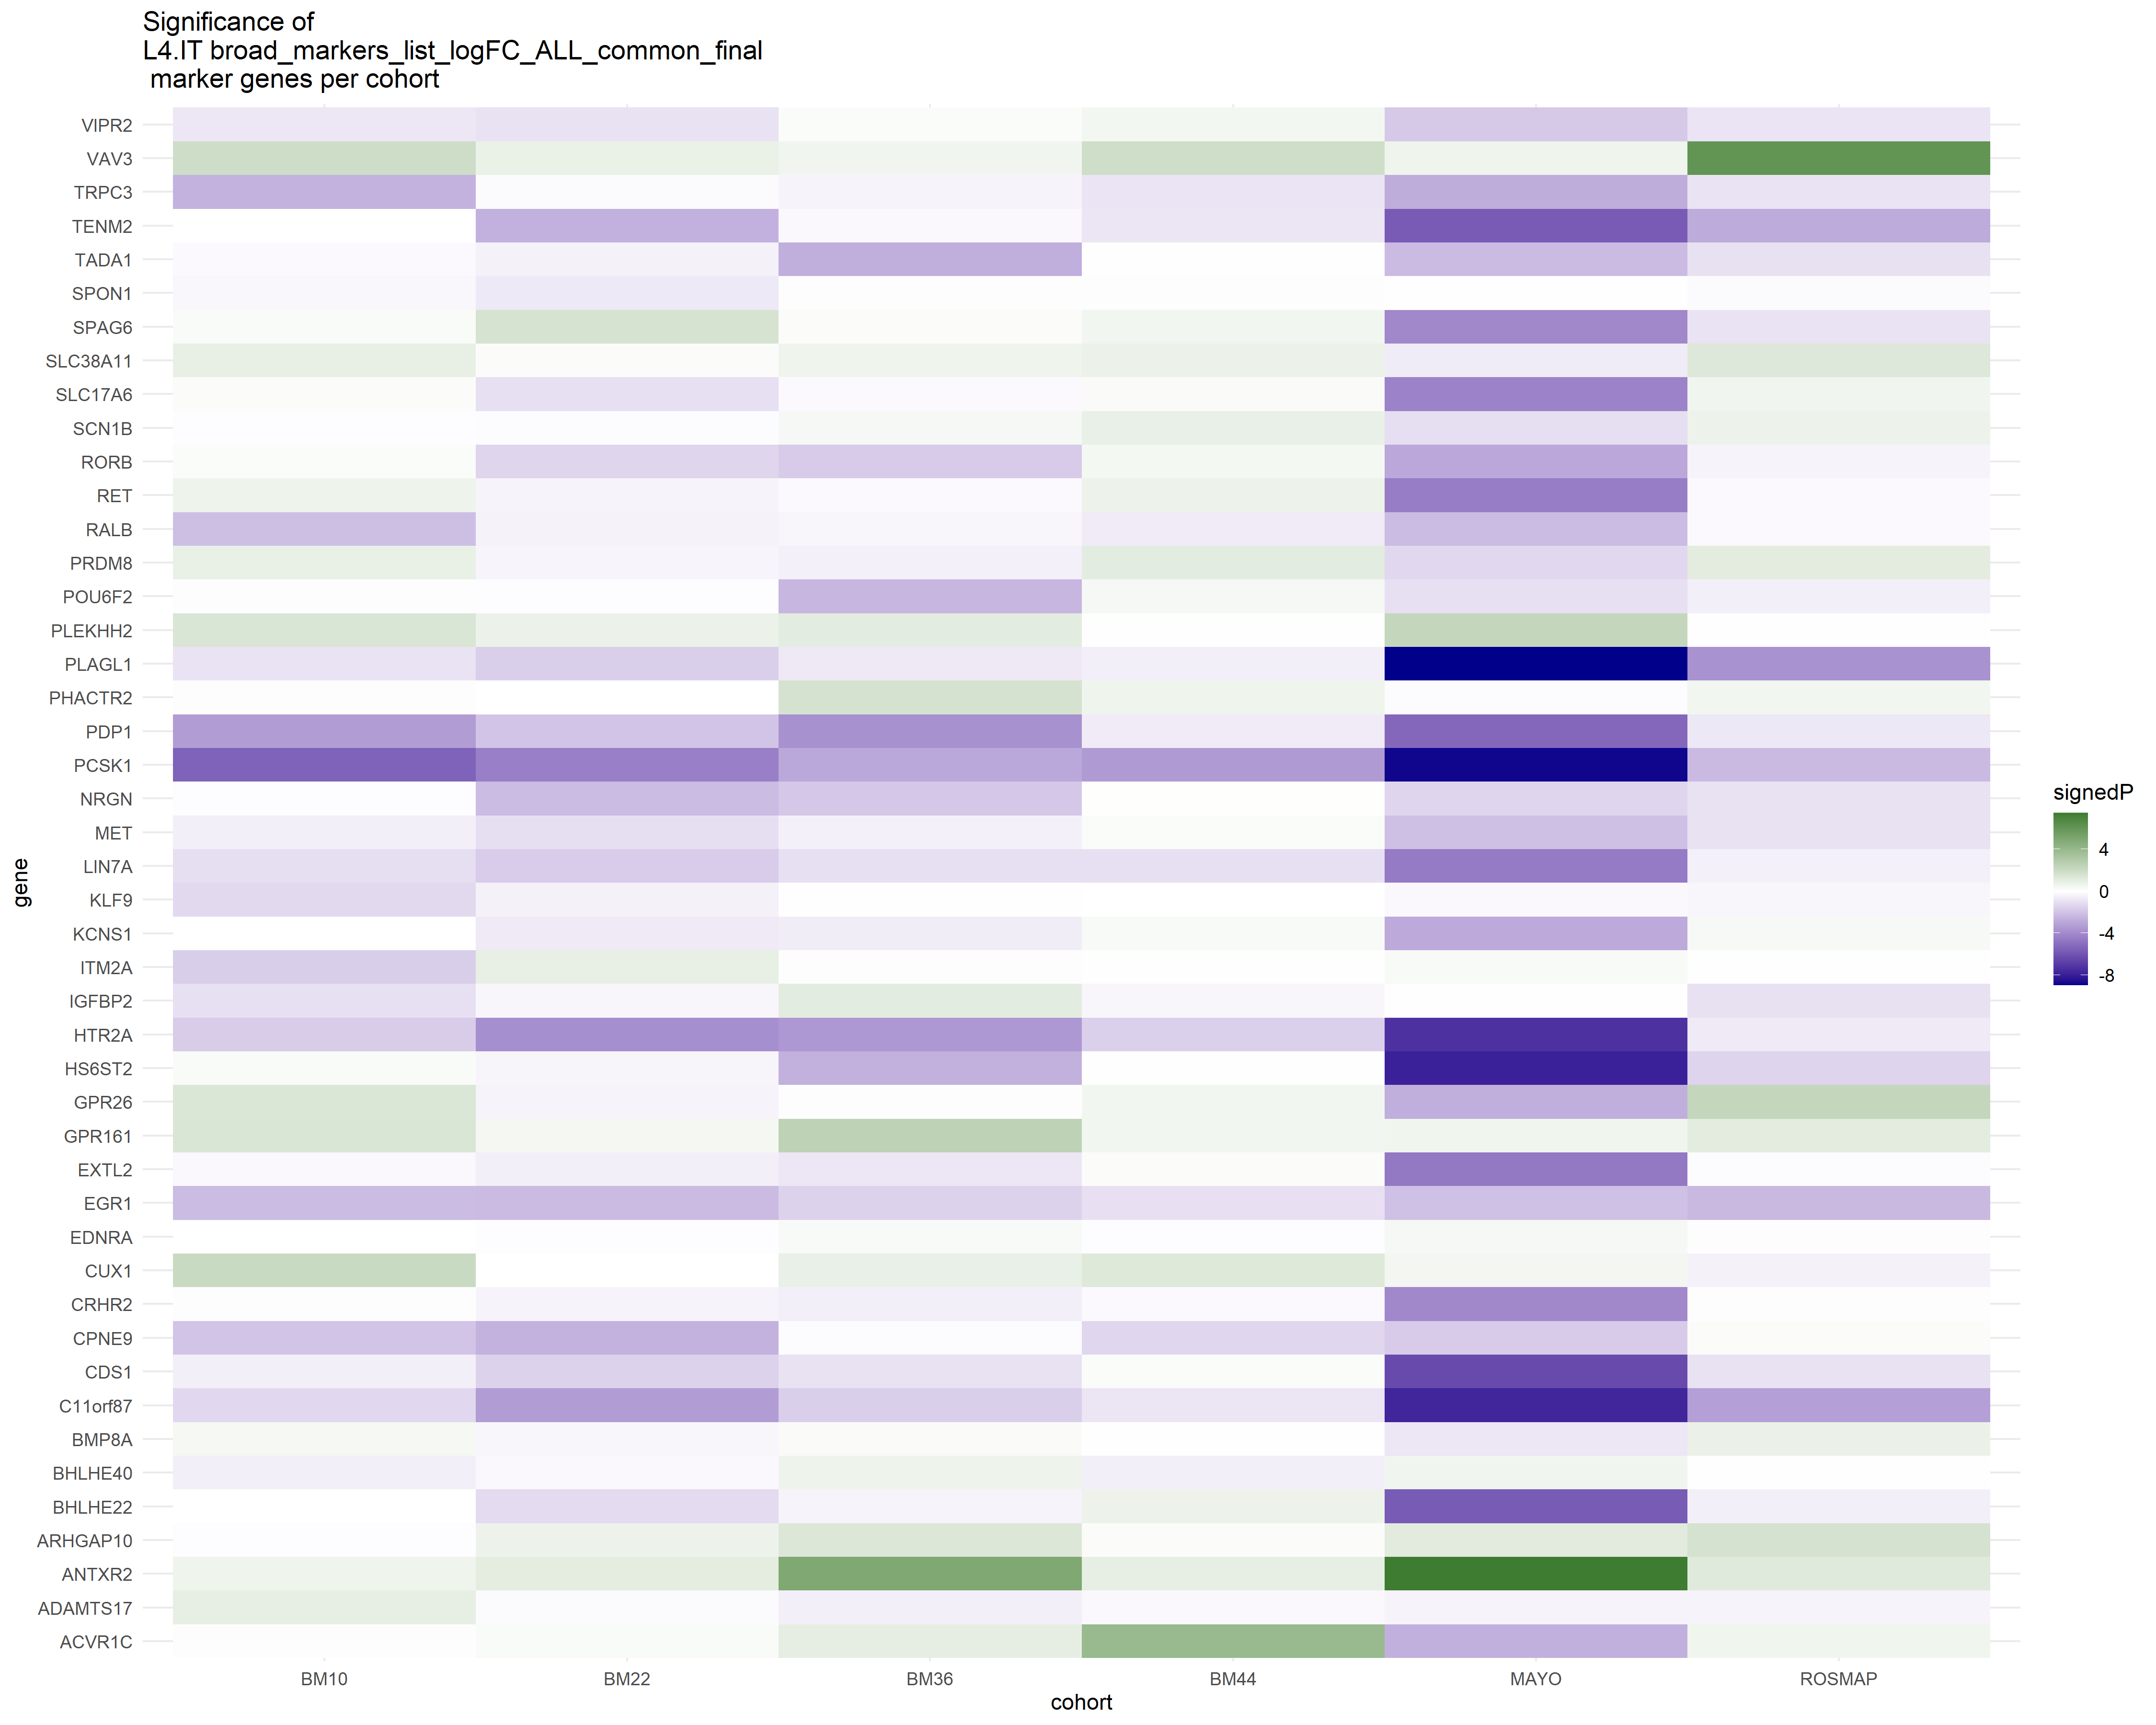 Significance of
L4.IT broad_markers_list_logFC_ALL_common_final
marker genes per cohort
VIPR2
VAV3
TRPC3
TENM2
TADA1
SPON1
SPAG6
SLC38A11
SLC17A6
SCN1B
RORB
RET
RALB
PRDM8
POU6F2
PLEKHH2
PLAGL1
PHACTR2
PDP1
PCSK1
NRGN
MET
LIN7A
KLF9
KCNS1
ITM2A
IGFBP2
HTR2A
HS6ST2
GPR26
GPR161
EXTL2
EGR1
EDNRA
CUX1
CRHR2
CPNE9
CDS1
C11orf87
BMP8A
BHLHE40
BHLHE22
ARHGAP10
ANTXR2
ADAMTS17
ACVR1C
gene
BM10 BM22 BM36 BM44 MAYO ROSMAP
cohort
signedP
4
0
-4
-8